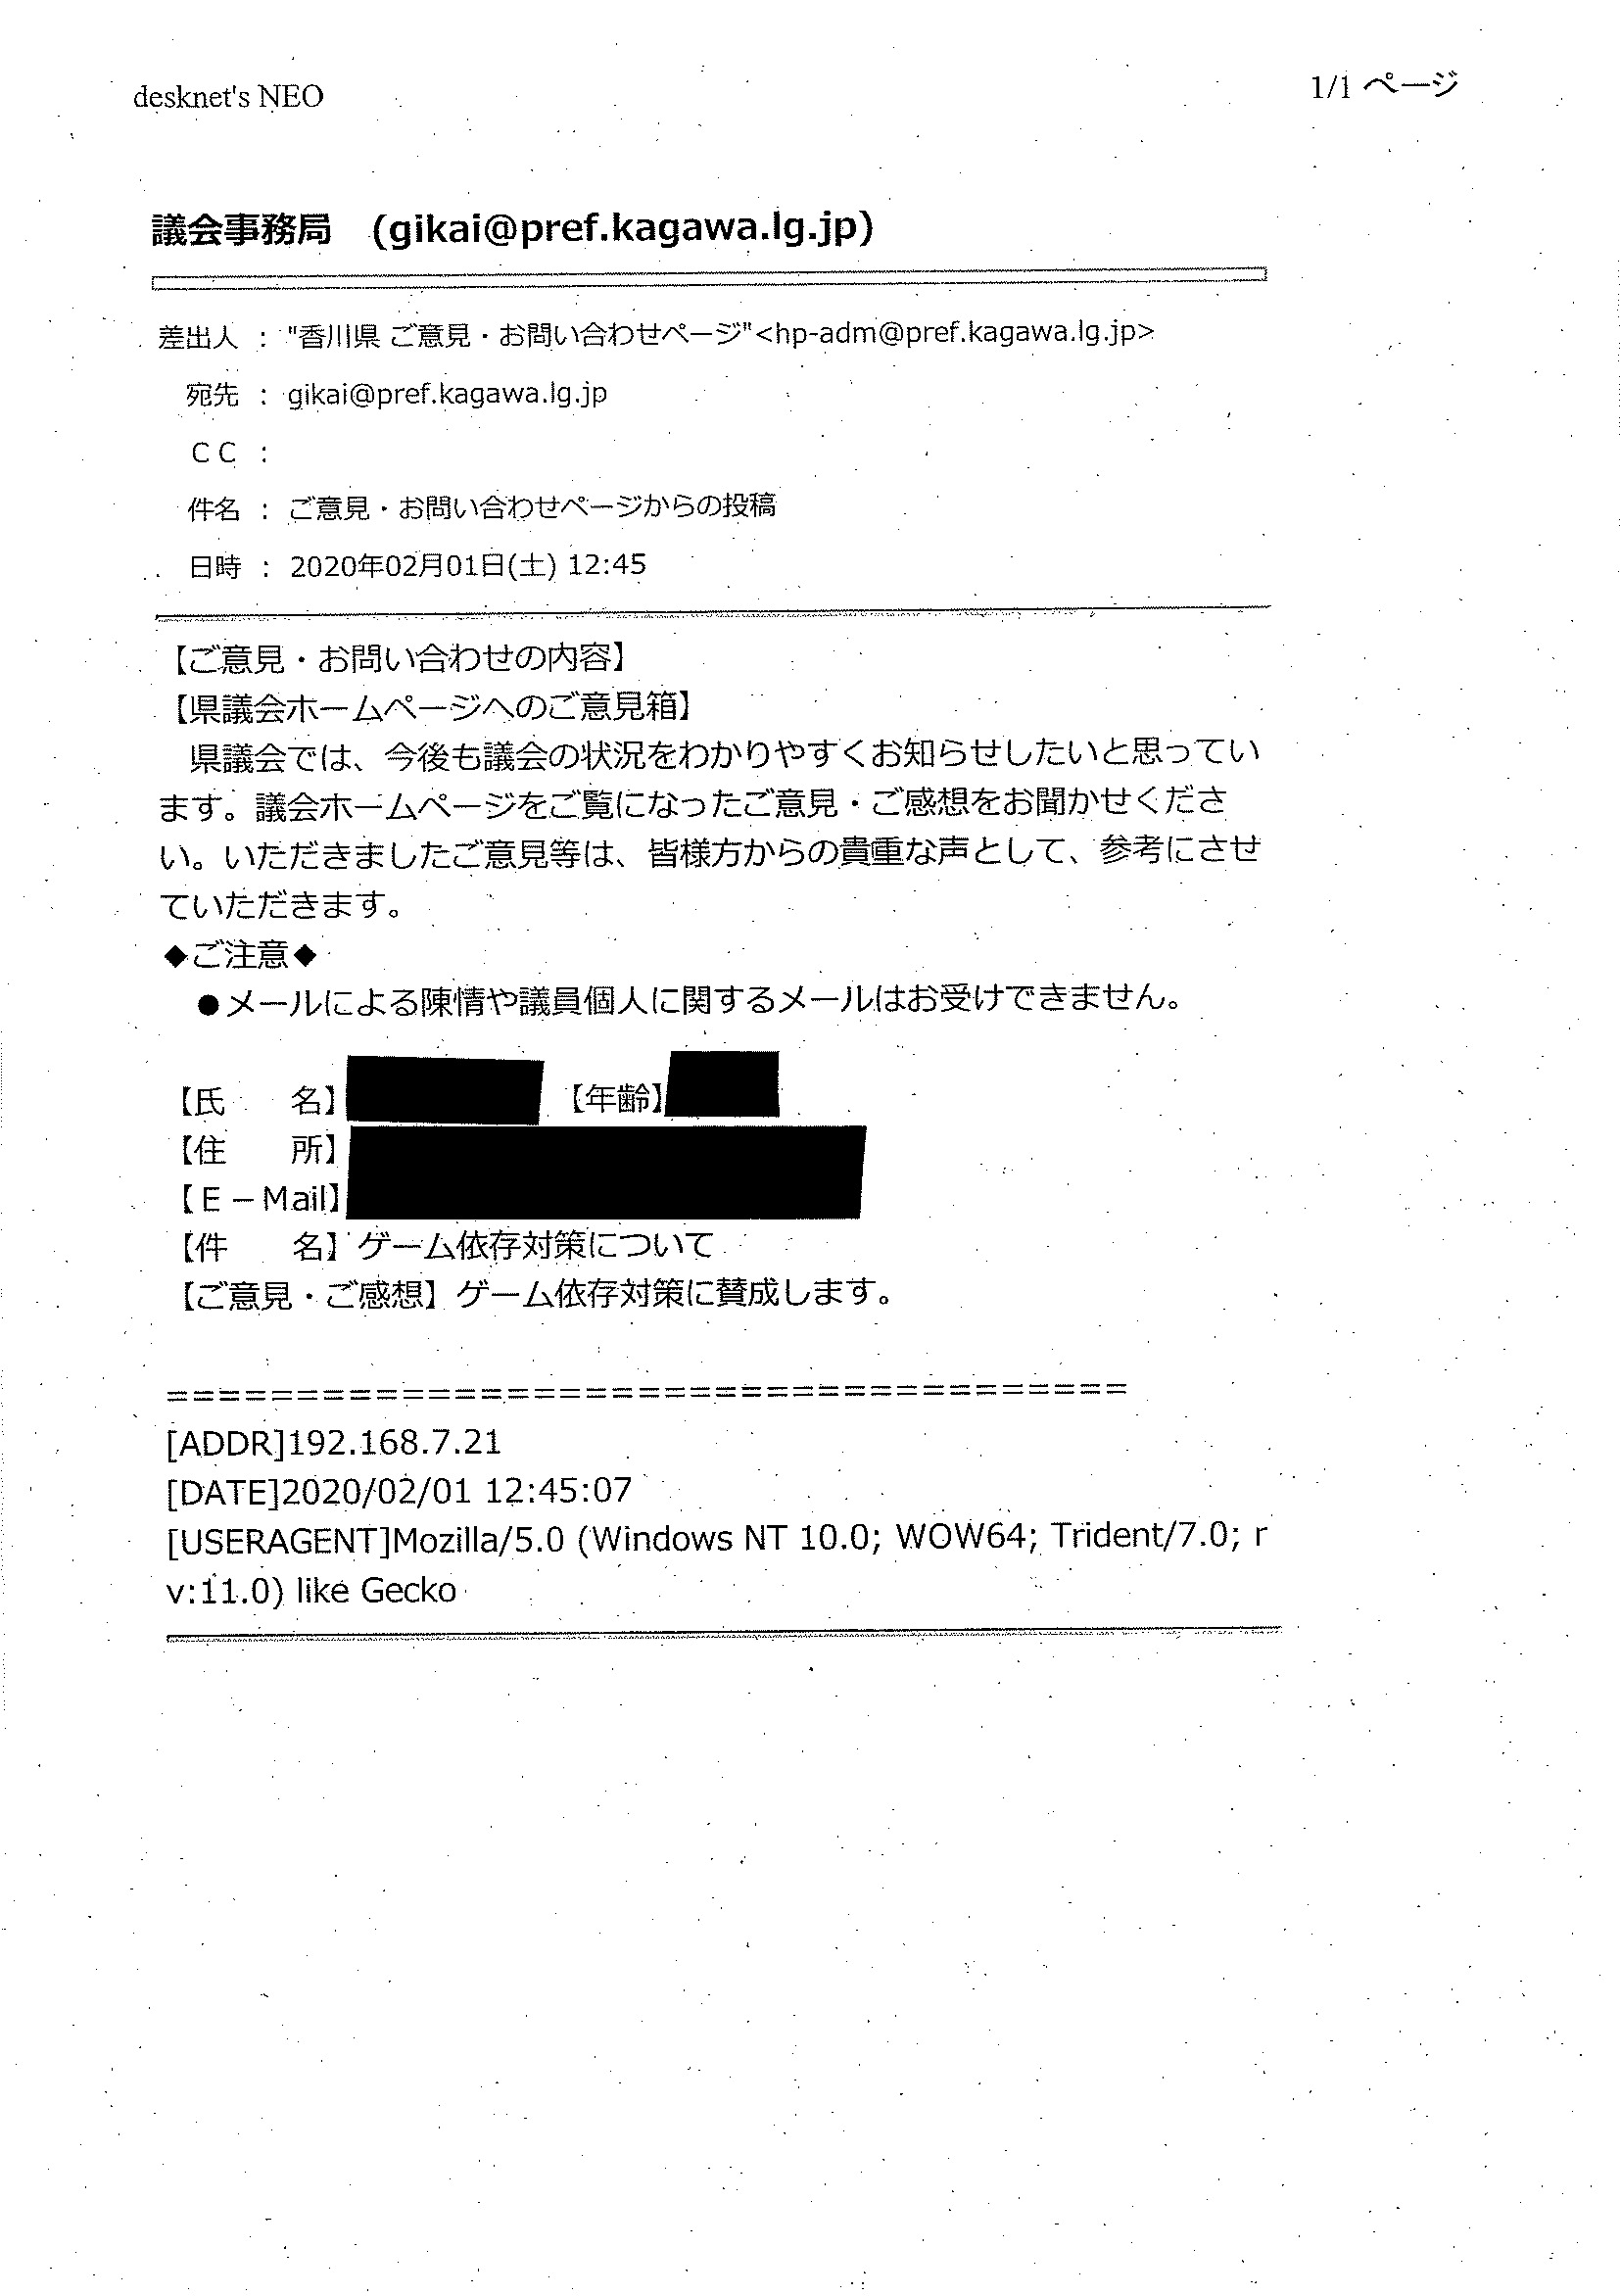 desknet's NEO
1/1 ページ
議会事務局　(gikai@pref.kagawa.lg.jp)
差出人 : "香川県 ご意見・お問い合わせページ"<hp-adm@pref.kagawa.lg.jp>
宛先 : gikai@pref.kagawa.lg.jp
ＣＣ :
件名 : ご意見・お問い合わせページからの投稿
日時 : 2020年02月01日(土) 12:45
【ご意見・お問い合わせの内容】
【県議会ホームページへのご意見箱】
　県議会では、今後も議会の状況をわかりやすくお知らせしたいと思ってい
ます。議会ホームページをご覧になったご意見・ご感想をお聞かせくださ
い。いただきましたご意見等は、皆様方からの貴重な声として、参考にさせ
ていただきます。
◆ご注意◆
　●メールによる陳情や議員個人に関するメールはお受けできません。
【氏　　名】　【年齢】
【住　　所】
【Ｅ－Mail】
【件　　名】ゲーム依存対策について
【ご意見・ご感想】ゲーム依存対策に賛成します。
=====================================
[ADDR]192.168.7.21
[DATE]2020/02/01 12:45:07
[USERAGENT]Mozilla/5.0 (Windows NT 10.0; WOW64; Trident/7.0; r
v:11.0) like Gecko